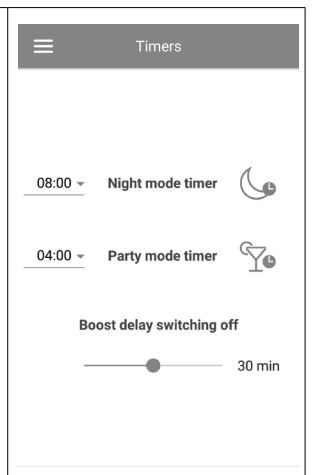 Timers
08:00 Night mode timer
04:00 Party mode timer
Boost delay switching off
30 min